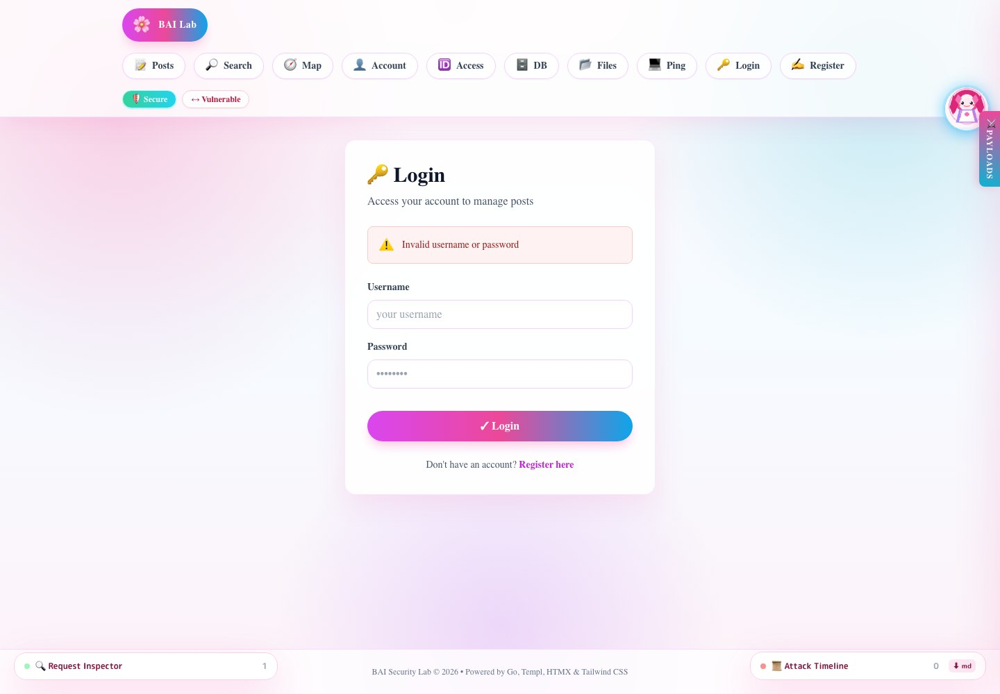 🌸 BAI Lab
📝 Posts
🔎 Search
🧭 Map
👤 Account
🆔 Access
🗄️ DB
📂 Files
💻 Ping
🔑 Login
✍️ Register
🛡️ Secure
↔ Vulnerable
⚔ PAYLOADS
🔑 Login
Access your account to manage posts
⚠️ Invalid username or password
Username
your username
Password
••••••••
✓ Login
Don't have an account? Register here
🔍 Request Inspector 1
BAI Security Lab © 2026 • Powered by Go, Templ, HTMX & Tailwind CSS
📜 Attack Timeline 0 ⬇ md